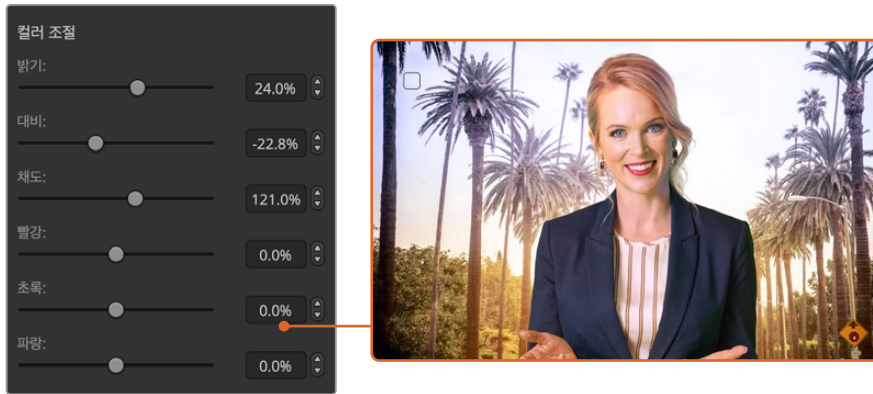 컬러 조절
밝기:
24.0%
대비:
-22.8%
채도:
121.0%
빨강:
0.0%
초록:
0.0%
파랑:
0.0%